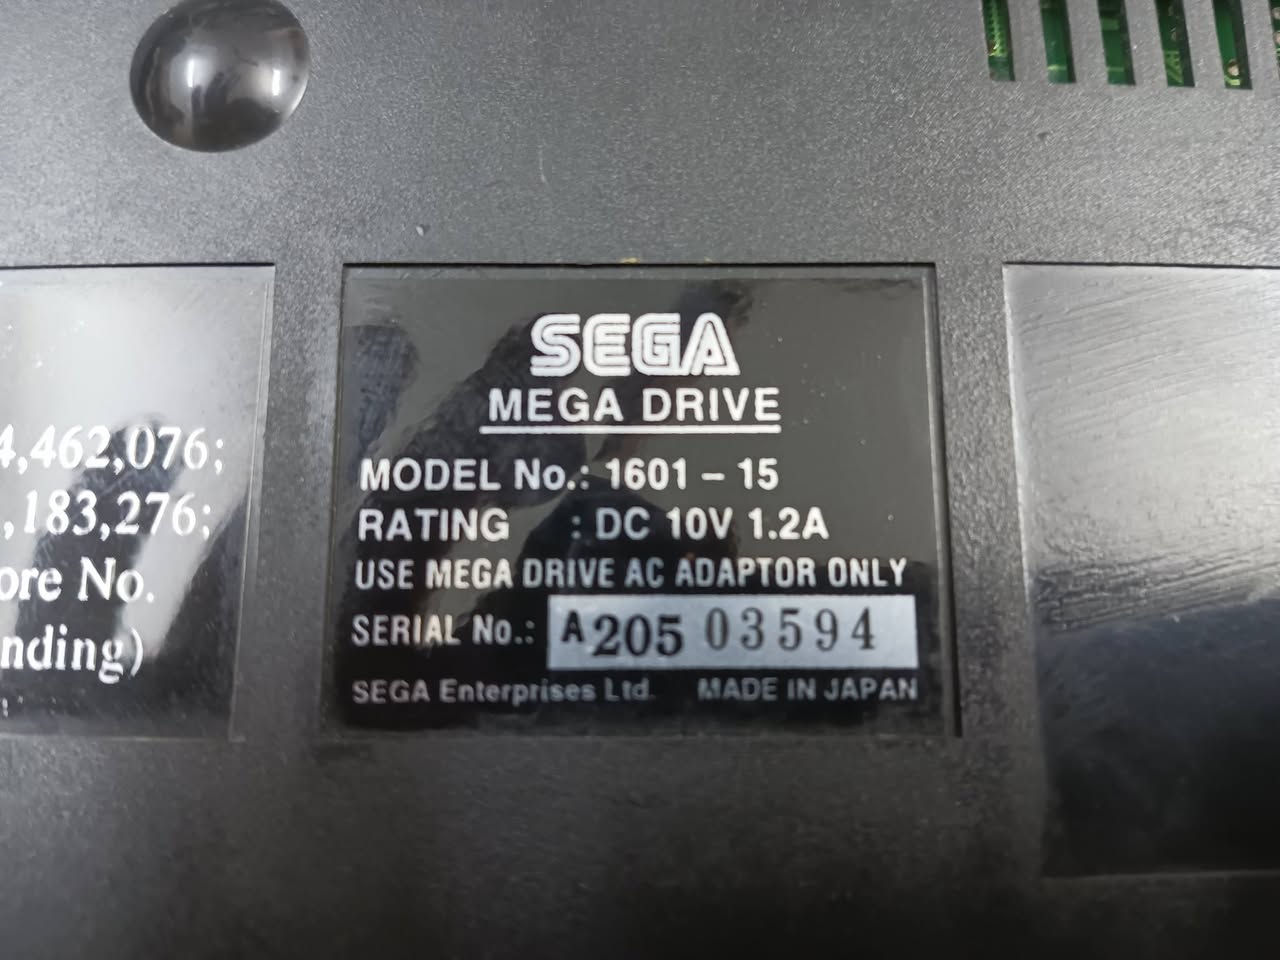 4,462,076;
,183,276;
ore No.
nding)
SEGA
MEGA DRIVE
MODEL No.: 1601 – 15
RATING : DC 10V 1.2A
USE MEGA DRIVE AC ADAPTOR ONLY
SERIAL No.: A205 03594
SEGA Enterprises Ltd. MADE IN JAPAN